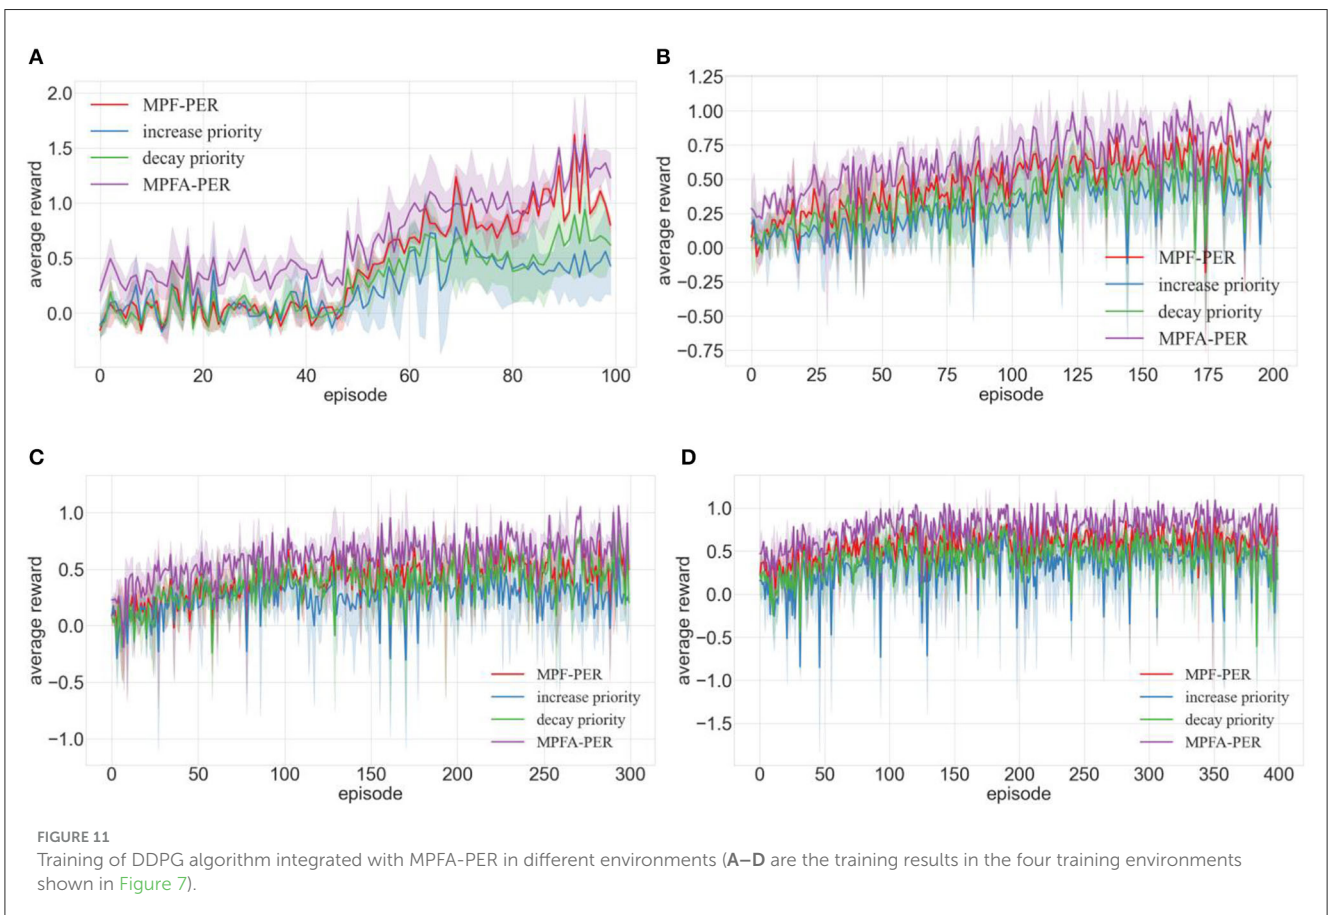 A
2.0
1.5
1.0
0.5
0.0
average reward
MPF-PER
increase priority
decay priority
MPFA-PER
0 20 40 60 80 100
episode
B
1.25
1.00
0.75
0.50
0.25
0.00
−0.25
−0.50
−0.75
average reward
MPF-PER
increase priority
decay priority
MPFA-PER
0 25 50 75 100 125 150 175 200
episode
C
1.0
0.5
0.0
−0.5
−1.0
average reward
MPF-PER
increase priority
decay priority
MPFA-PER
0 50 100 150 200 250 300
episode
D
1.0
0.5
0.0
−0.5
−1.0
−1.5
average reward
MPF-PER
increase priority
decay priority
MPFA-PER
0 50 100 150 200 250 300 350 400
episode
FIGURE 11
Training of DDPG algorithm integrated with MPFA-PER in different environments (A–D are the training results in the four training environments
shown in Figure 7).